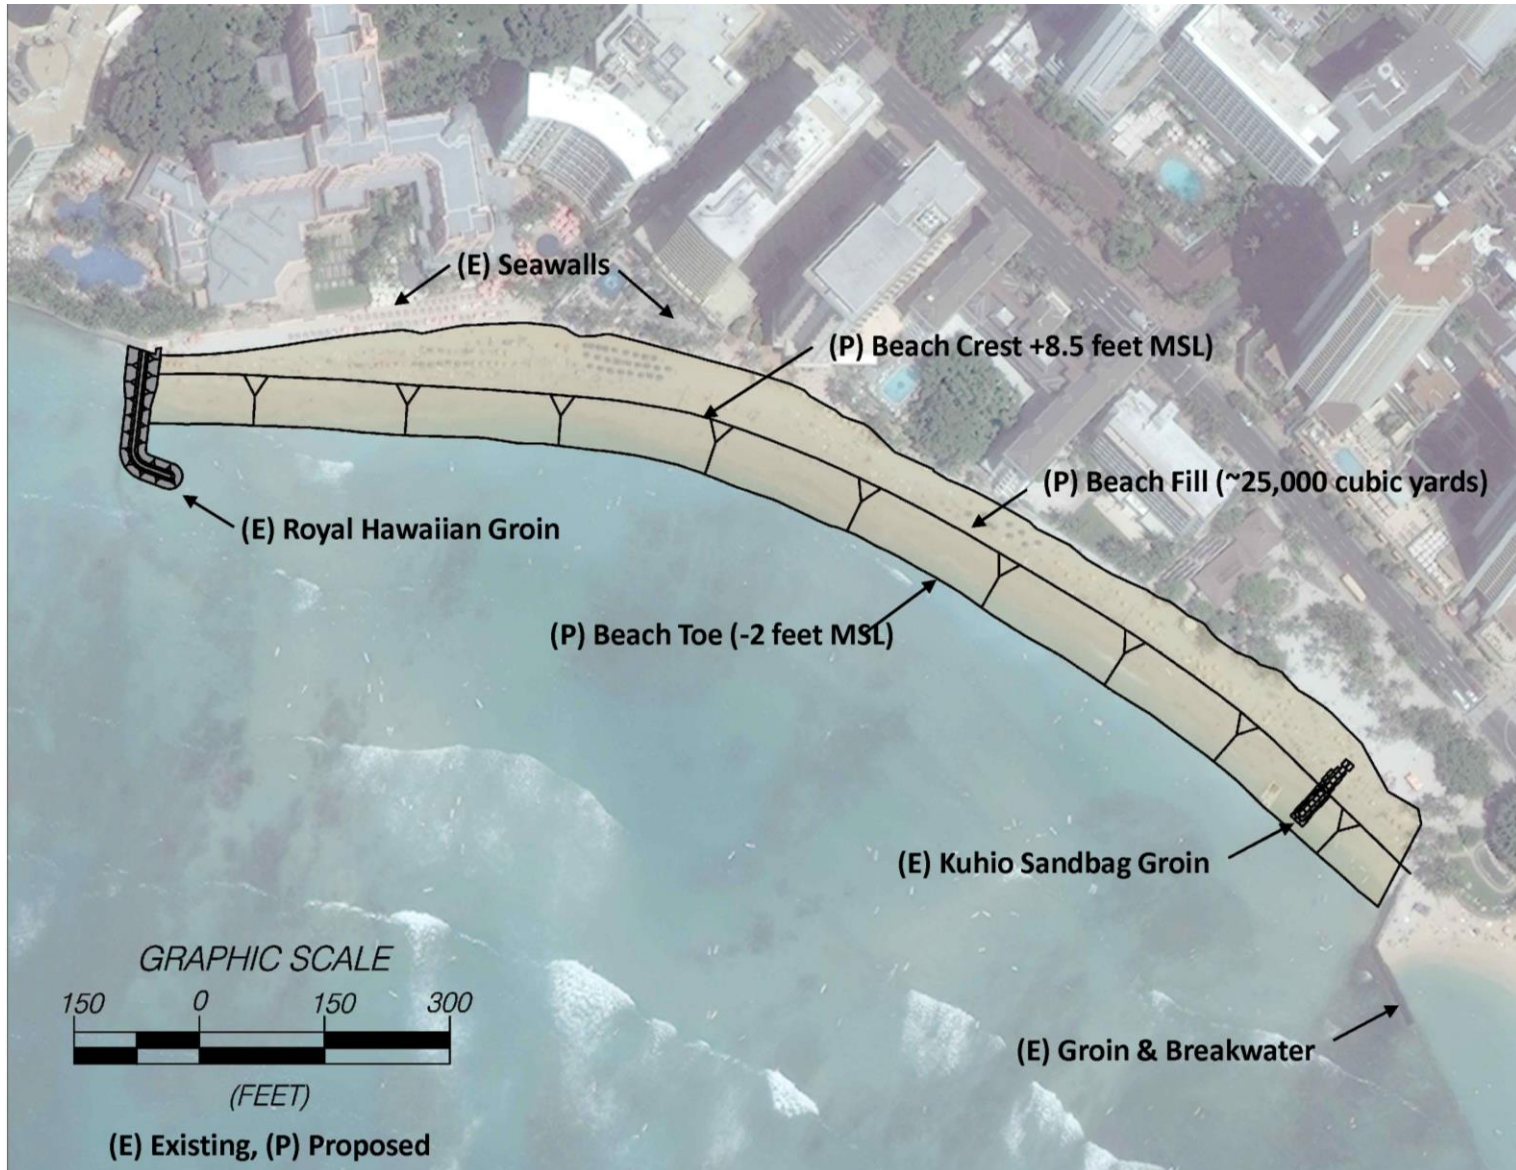 (E) Seawalls
(P) Beach Crest +8.5 feet MSL)
(P) Beach Fill (~25,000 cubic yards)
(E) Royal Hawaiian Groin
(P) Beach Toe (-2 feet MSL)
(E) Kuhio Sandbag Groin
GRAPHIC SCALE
150 0 150 300
(E) Groin & Breakwater
(FEET)
(E) Existing, (P) Proposed